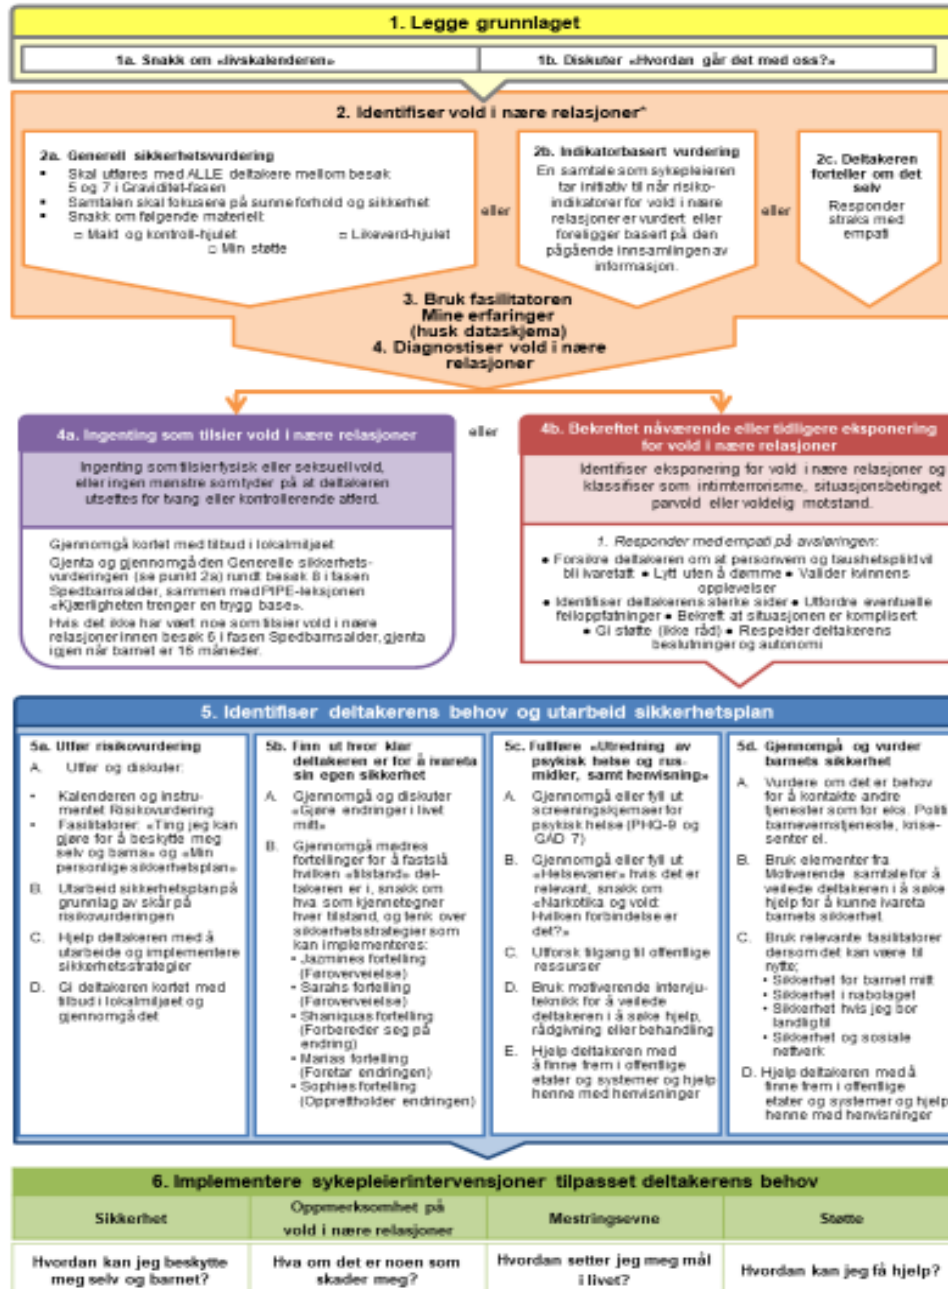 1. Legge grunnlaget
1a. Snakk om «livskalenderen»
1b. Diskuter «Hvordan går det med oss?»
2. Identifiser vold i nære relasjoner*
2a. Generell sikkerhetsvurdering
▪ Skal utføres med ALLE deltakere mellom besøk
5 og 7 i Graviditet-fasen
▪ Samtalen skal fokusere på sunne forhold og sikkerhet
▪ Snakk om følgende materiell:
□ Makt og kontroll-hjulet □ Likeverd-hjulet
□ Min støtte
eller
2b. Indikatorbasert vurdering
En samtale som sykepleieren
tar initiativ til når risiko-
indikatorer for vold i nære
relasjoner er vurdert eller
foreligger basert på den
pågående innsamlingen av
informasjon.
eller
2c. Deltakeren
forteller om det
selv
Responder
straks med
empati
3. Bruk fasilitatoren
Mine erfaringer
(husk dataskjema)
4. Diagnostiser vold i nære
relasjoner
4a. Ingenting som tilsier vold i nære relasjoner
Ingenting som tilsier fysisk eller seksuell vold,
eller ingen mønstre som tyder på at deltakeren
utsettes for tvang eller kontrollerende atferd.
Gjennomgå kortet med tilbud i lokalmiljøet
Gjenta og gjennomgå den Generelle sikkerhets-
vurderingen (se punkt 2a) rundt besøk 8 i fasen
Spedbarnsalder, sammen med PIPE-leksjonen
«Kjærligheten trenger en trygg base».
Hvis det ikke har vært noe som tilsier vold i nære
relasjoner innen besøk 6 i fasen Spedbarnsalder, gjenta
igjen når barnet er 16 måneder.
eller
4b. Bekreftet nåværende eller tidligere eksponering
for vold i nære relasjoner
Identifiser eksponering for vold i nære relasjoner og
klassifiser som intimterrorisme, situasjonsbetinget
parvold eller voldelig motstand.
1. Responder med empati på avsløringen:
● Forsikre deltakeren om at personvern og taushetsplikt vil
bli ivaretatt ● Lytt uten å dømme ● Valider kvinnens
opplevelser
● Identifiser deltakerens sterke sider ● Utfordre eventuelle
feiloppfatninger ● Bekreft at situasjonen er komplisert
● Gi støtte (ikke råd) ● Respekter deltakerens
beslutninger og autonomi
5. Identifiser deltakerens behov og utarbeid sikkerhetsplan
5a. Utfør risikovurdering
A. Utfør og diskuter:
• Kalenderen og instru-
mentet Risikovurdering
• Fasilitatorer: «Ting jeg kan
gjøre for å beskytte meg
selv og barna» og «Min
personlige sikkerhetsplan»
B. Utarbeid sikkerhetsplan på
grunnlag av skår på
risikovurderingen
C. Hjelp deltakeren med å
utarbeide og implementere
sikkerhetsstrategier
D. Gi deltakeren kortet med
tilbud i lokalmiljøet og
gjennomgå det
5b. Finn ut hvor klar
deltakeren er for å ivareta
sin egen sikkerhet
A. Gjennomgå og diskuter
«Gjøre endringer i livet
mitt»
B. Gjennomgå mødres
fortellinger for å fastslå
hvilken «tilstand» del-
takeren er i, snakk om
hva som kjennetegner
hver tilstand, og tenk over
sikkerhetsstrategier som
kan implementeres:
• Jazmines fortelling
(Føroverveielse)
• Sarahs fortelling
(Føroverveielse)
• Shaniquas fortelling
(Forbereder seg på
endring)
• Marias fortelling
(Foretar endringen)
• Sophies fortelling
(Opprettholder endringen)
5c. Fullføre «Utredning av
psykisk helse og rus-
midler, samt henvisning»
A. Gjennomgå eller fyll ut
screeningskjemaer for
psykisk helse (PHQ-9 og
GAD 7)
B. Gjennomgå eller fyll ut
«Helsevaner» hvis det er
relevant, snakk om
«Narkotika og vold:
Hvilken forbindelse er
det?»
C. Utforsk tilgang til offentlige
ressurser
D. Bruk motiverende intervju-
teknikk for å veilede
deltakeren i å søke hjelp,
rådgivning eller behandling
E. Hjelp deltakeren med
å finne frem i offentlige
etater og systemer og hjelp
henne med henvisninger
5d. Gjennomgå og vurder
barnets sikkerhet
A. Vurdere om det er behov
for å kontakte andre
tjenester som for eks. Politi
barnevernstjeneste, krise-
senter el.
B. Bruk elementer fra
Motiverende samtale for å
veilede deltakeren i å søke
hjelp for å kunne ivareta
barnets sikkerhet
C. Bruk relevante fasilitatorer
dersom det kan være til
nytte;
• Sikkerhet for barnet mitt
• Sikkerhet i nabolaget
• Sikkerhet hvis jeg bor
landlig til
• Sikkerhet og sosiale
nettverk
D. Hjelp deltakeren med å
finne frem i offentlige
etater og systemer og hjelp
henne med henvisninger
6. Implementere sykepleierintervensjoner tilpasset deltakerens behov
Sikkerhet
Oppmerksomhet på
vold i nære relasjoner
Mestringsevne
Støtte
Hvordan kan jeg beskytte
meg selv og barnet?
Hva om det er noen som
skader meg?
Hvordan setter jeg meg mål
i livet?
Hvordan kan jeg få hjelp?